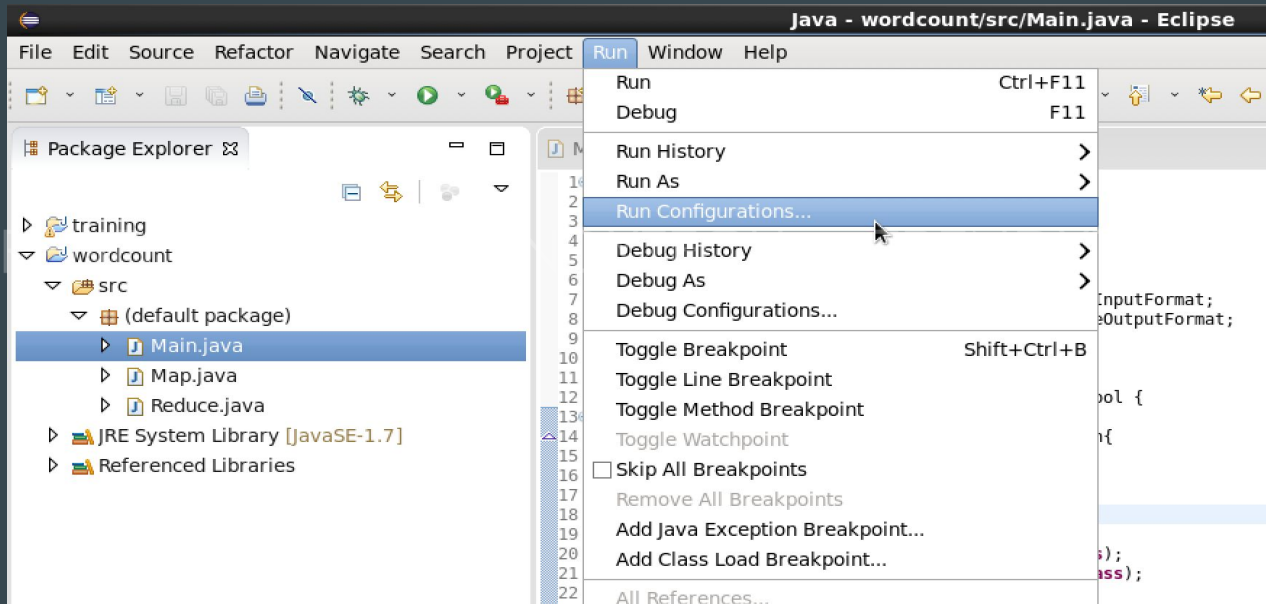 Java - wordcount/src/Main.java - Eclipse
File Edit Source Refactor Navigate Search Project Run Window Help
Package Explorer
training
wordcount
src
(default package)
Main.java
Map.java
Reduce.java
JRE System Library [JavaSE-1.7]
Referenced Libraries
Run Ctrl+F11
Debug F11
Run History
Run As
Run Configurations...
Debug History
Debug As
Debug Configurations...
Toggle Breakpoint Shift+Ctrl+B
Toggle Line Breakpoint
Toggle Method Breakpoint
Toggle Watchpoint
Skip All Breakpoints
Remove All Breakpoints
Add Java Exception Breakpoint...
Add Class Load Breakpoint...
All References...
1
2
3
4
5
6
7 InputFormat;
8 eOutputFormat;
9
10
11
12 ool {
13
14 n{
15
16
17
18
19
20 s);
21 ass);
22